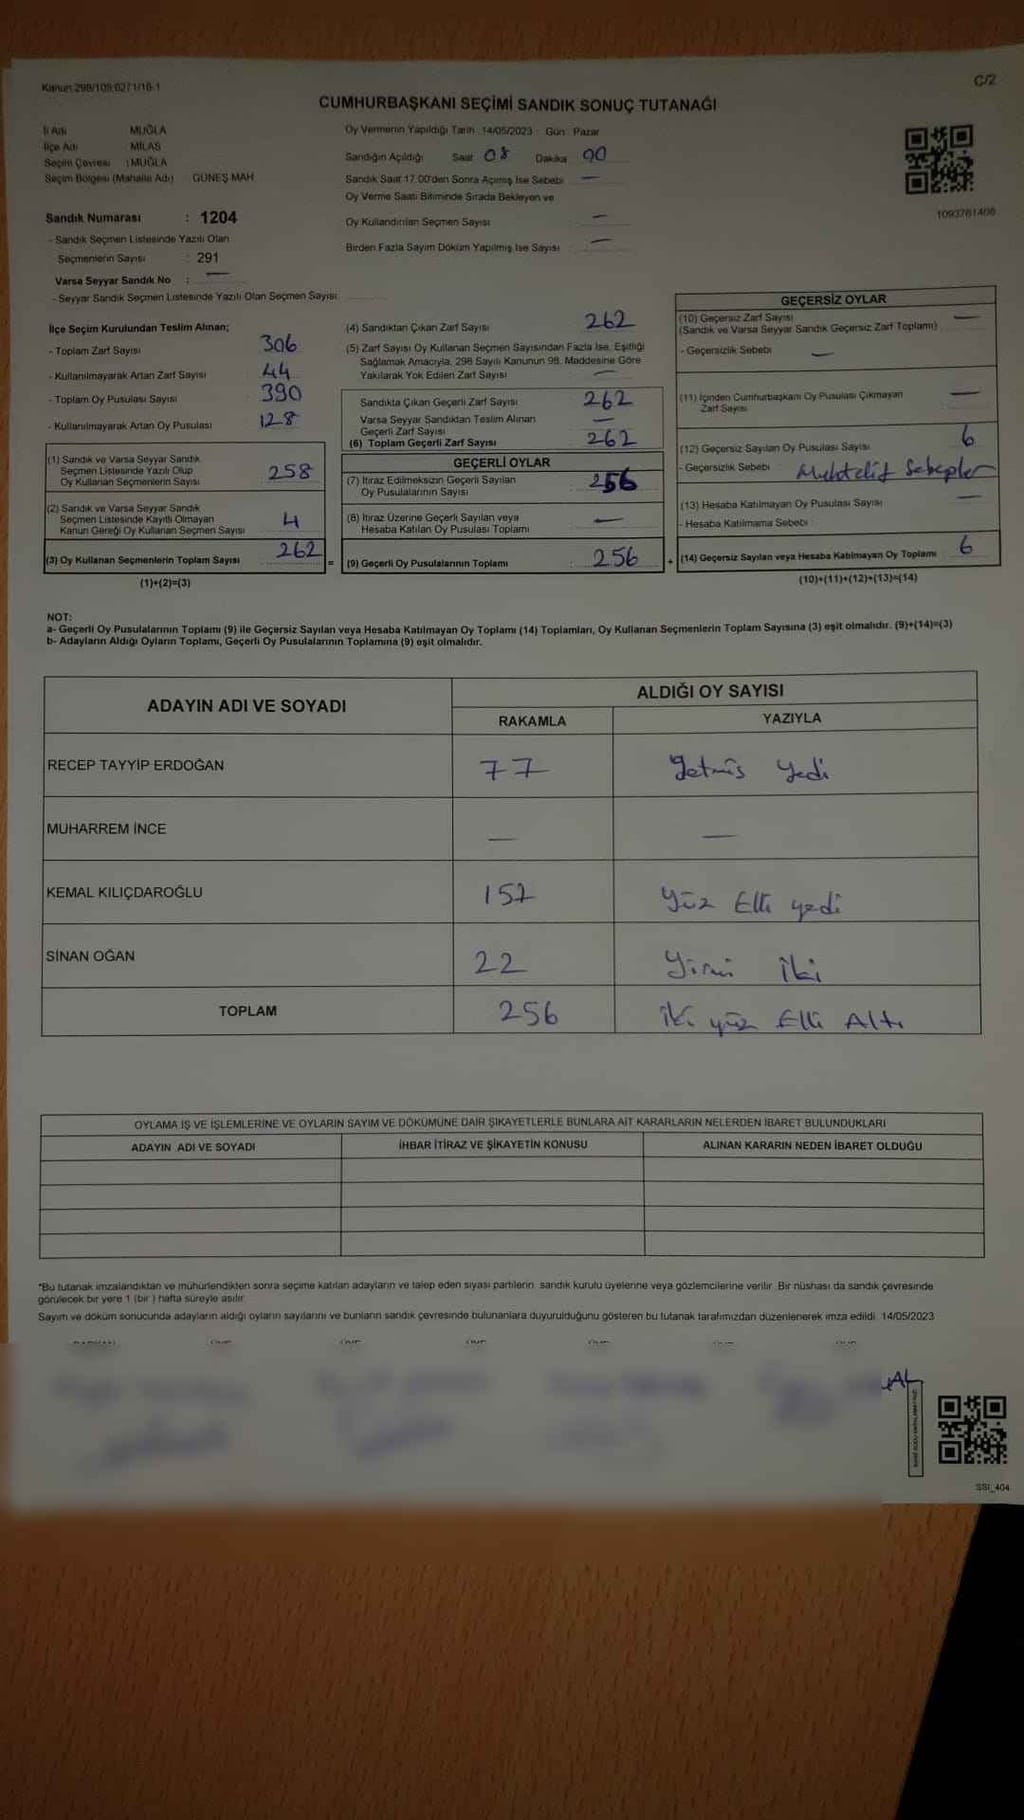 Kanun:298/109,6271/16-1
C/2
CUMHURBAŞKANI SEÇİMİ SANDIK SONUÇ TUTANAĞI
İl Adı MUĞLA
İlçe Adı MİLAS
Seçim Çevresi : MUĞLA
Seçim Bölgesi (Mahalle Adı) GÜNEŞ MAH
Sandık Numarası : 1204
- Sandık Seçmen Listesinde Yazılı Olan
Seçmenlerin Sayısı : 291
Varsa Seyyar Sandık No : —
- Seyyar Sandık Seçmen Listesinde Yazılı Olan Seçmen Sayısı
Oy Vermenin Yapıldığı Tarih : 14/05/2023 Gün : Pazar
Sandığın Açıldığı Saat 08 Dakika 00
Sandık Saat 17.00'den Sonra Açılmış İse Sebebi —
Oy Verme Saati Bitiminde Sırada Bekleyen ve
Oy Kullandırılan Seçmen Sayısı —
Birden Fazla Sayım Döküm Yapılmış İse Sayısı —
1093761406
İlçe Seçim Kurulundan Teslim Alınan;
- Toplam Zarf Sayısı 306
- Kullanılmayarak Artan Zarf Sayısı 44
- Toplam Oy Pusulası Sayısı 390
- Kullanılmayarak Artan Oy Pusulası 128
(1) Sandık ve Varsa Seyyar Sandık
Seçmen Listesinde Yazılı Olup
Oy Kullanan Seçmenlerin Sayısı 258
(2) Sandık ve Varsa Seyyar Sandık
Seçmen Listesinde Kayıtlı Olmayan
Kanun Gereği Oy Kullanan Seçmen Sayısı 4
(3) Oy Kullanan Seçmenlerin Toplam Sayısı 262
(1)+(2)=(3)
(4) Sandıktan Çıkan Zarf Sayısı 262
(5) Zarf Sayısı Oy Kullanan Seçmen Sayısından Fazla İse, Eşitliği
Sağlamak Amacıyla, 298 Sayılı Kanunun 98. Maddesine Göre
Yakılarak Yok Edilen Zarf Sayısı —
Sandıkta Çıkan Geçerli Zarf Sayısı 262
Varsa Seyyar Sandıktan Teslim Alınan
Geçerli Zarf Sayısı —
(6) Toplam Geçerli Zarf Sayısı 262
GEÇERLİ OYLAR
(7) İtiraz Edilmeksizin Geçerli Sayılan
Oy Pusulalarının Sayısı 256
(8) İtiraz Üzerine Geçerli Sayılan veya
Hesaba Katılan Oy Pusulası Toplamı —
= (9) Geçerli Oy Pusulalarının Toplamı : 256
GEÇERSİZ OYLAR
(10) Geçersiz Zarf Sayısı —
(Sandık ve Varsa Seyyar Sandık Geçersiz Zarf Toplamı)
- Geçersizlik Sebebi —
(11) İçinden Cumhurbaşkanı Oy Pusulası Çıkmayan —
Zarf Sayısı
(12) Geçersiz Sayılan Oy Pusulası Sayısı 6
- Geçersizlik Sebebi Muhtelif Sebepler
(13) Hesaba Katılmayan Oy Pusulası Sayısı —
- Hesaba Katılmama Sebebi
+ (14) Geçersiz Sayılan veya Hesaba Katılmayan Oy Toplamı 6
(10)+(11)+(12)+(13)=(14)
NOT:
a- Geçerli Oy Pusulalarının Toplamı (9) ile Geçersiz Sayılan veya Hesaba Katılmayan Oy Toplamı (14) Toplamları, Oy Kullanan Seçmenlerin Toplam Sayısına (3) eşit olmalıdır. (9)+(14)=(3)
b- Adayların Aldığı Oyların Toplamı, Geçerli Oy Pusulalarının Toplamına (9) eşit olmalıdır.
ADAYIN ADI VE SOYADI
ALDIĞI OY SAYISI
RAKAMLA YAZIYLA
RECEP TAYYİP ERDOĞAN 77 Yetmiş Yedi
MUHARREM İNCE — —
KEMAL KILIÇDAROĞLU 157 Yüz Elli yedi
SİNAN OĞAN 22 Yirmi İki
TOPLAM 256 İki yüz Elli Altı
OYLAMA İŞ VE İŞLEMLERİNE VE OYLARIN SAYIM VE DÖKÜMÜNE DAİR ŞİKAYETLERLE BUNLARA AİT KARARLARIN NELERDEN İBARET BULUNDUKLARI
ADAYIN ADI VE SOYADI İHBAR İTİRAZ VE ŞİKAYETİN KONUSU ALINAN KARARIN NEDEN İBARET OLDUĞU
*Bu tutanak imzalandıktan ve mühürlendikten sonra seçime katılan adayların ve talep eden siyasi partilerin sandık kurulu üyelerine veya gözlemcilerine verilir. Bir nüshası da sandık çevresinde
görülecek bir yere 1 (bir ) hafta süreyle asılır.
Sayım ve döküm sonucunda adayların aldığı oyların sayılarını ve bunların sandık çevresinde bulunanlara duyurulduğunu gösteren bu tutanak tarafımızdan düzenlenerek imza edildi. 14/05/2023
SSI_404